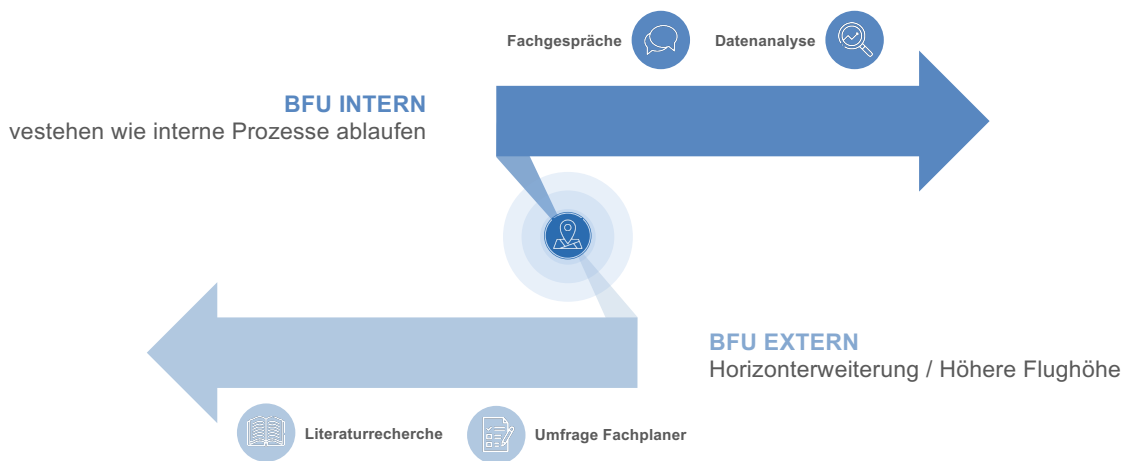 Fachgespräche
Datenanalyse
BFU INTERN
vestehen wie interne Prozesse ablaufen
BFU EXTERN
Horizonterweiterung / Höhere Flughöhe
Literaturrecherche
Umfrage Fachplaner